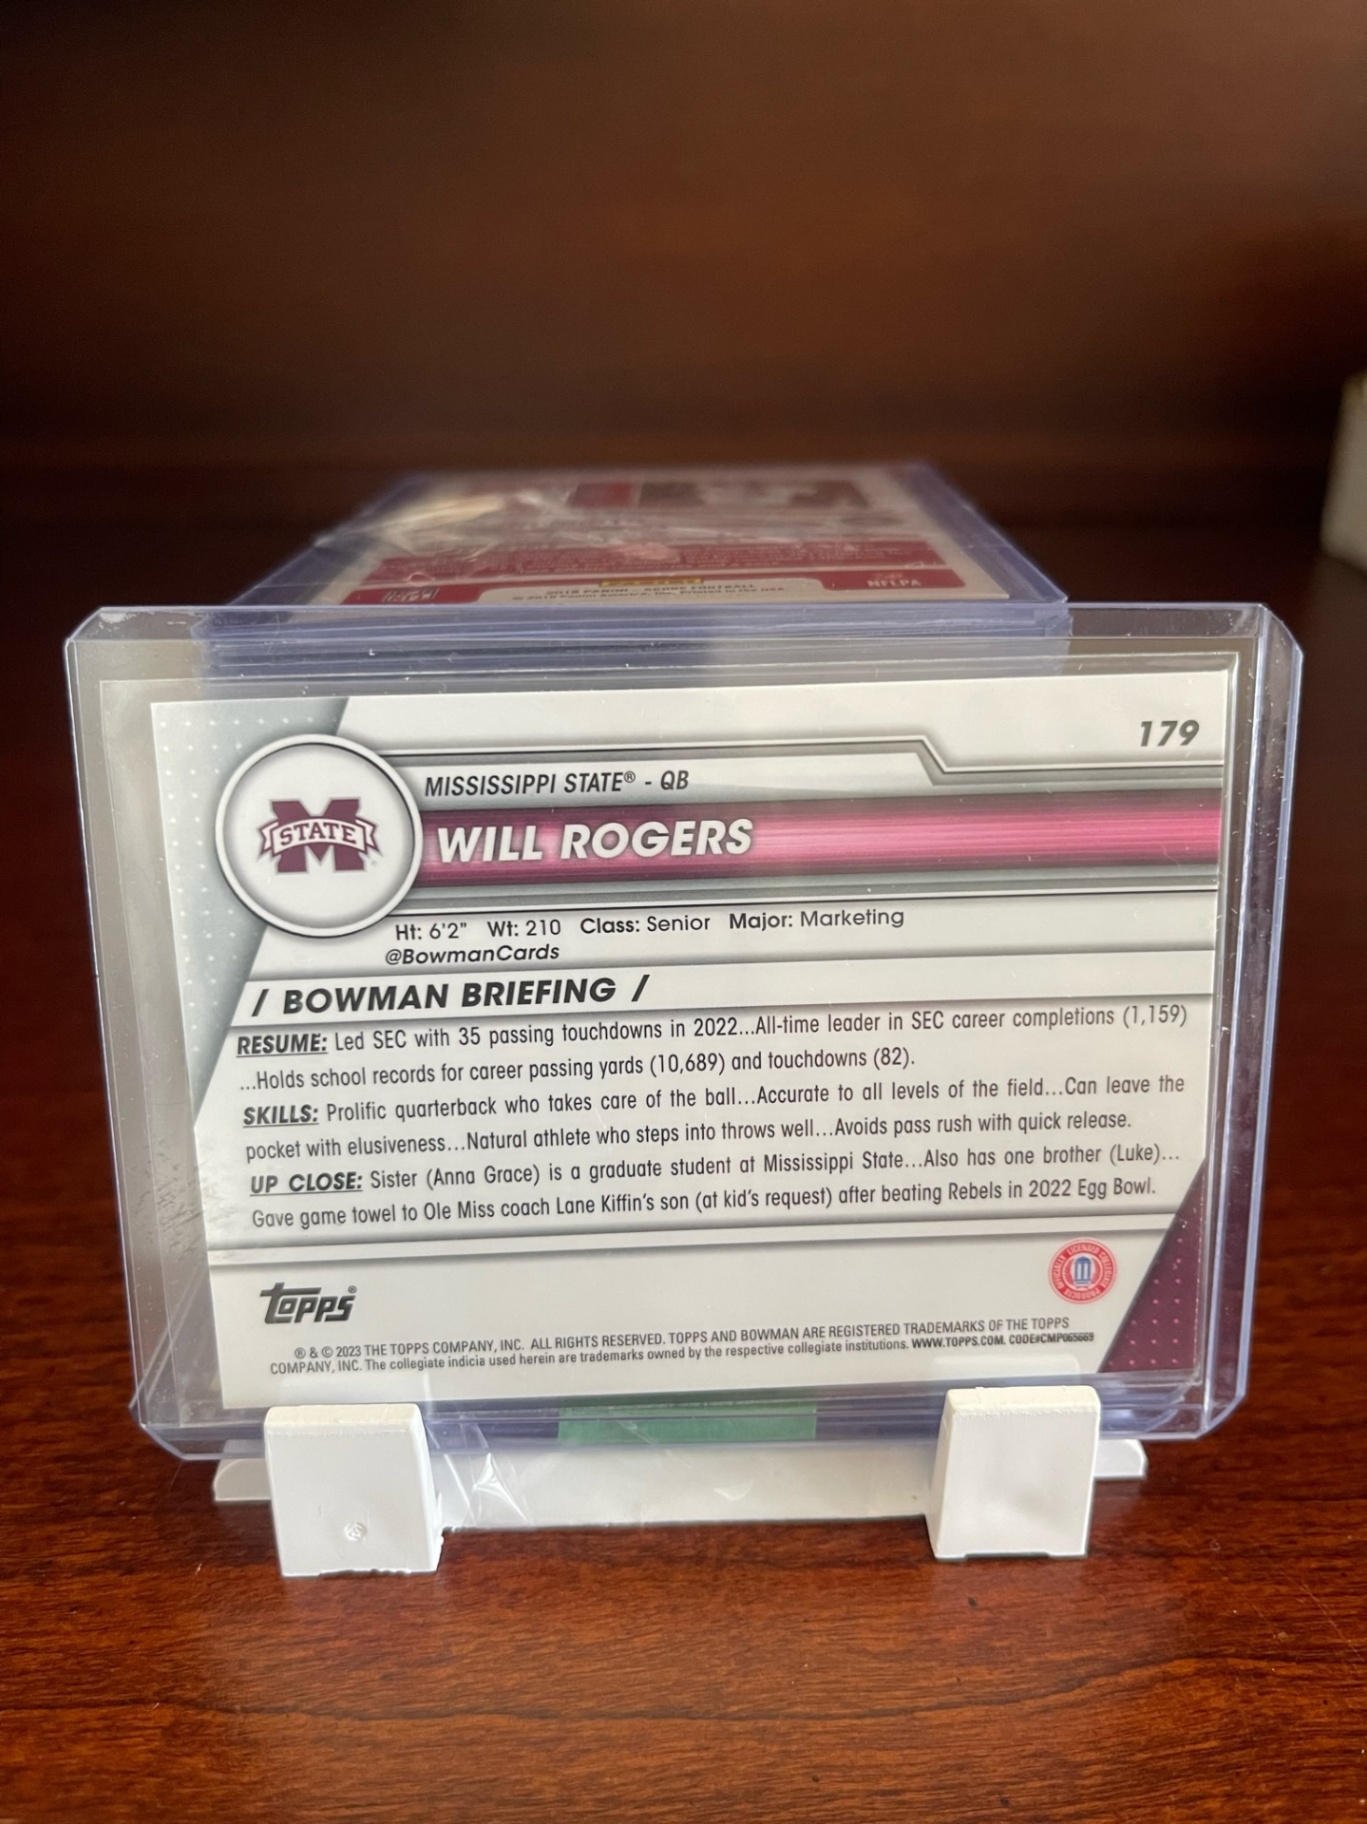 NFLPA
179
MISSISSIPPI STATE® - QB
STATE
WILL ROGERS
Ht: 6'2" Wt: 210 Class: Senior Major: Marketing
@BowmanCards
/ BOWMAN BRIEFING /
RESUME: Led SEC with 35 passing touchdowns in 2022...All-time leader in SEC career completions (1,159)
...Holds school records for career passing yards (10,689) and touchdowns (82).
SKILLS: Prolific quarterback who takes care of the ball...Accurate to all levels of the field...Can leave the
pocket with elusiveness...Natural athlete who steps into throws well...Avoids pass rush with quick release.
UP CLOSE: Sister (Anna Grace) is a graduate student at Mississippi State...Also has one brother (Luke)...
Gave game towel to Ole Miss coach Lane Kiffin's son (at kid's request) after beating Rebels in 2022 Egg Bowl.
Topps®
OFFICIALLY LICENSED COLLEGIATE PRODUCTS
® & © 2023 THE TOPPS COMPANY, INC. ALL RIGHTS RESERVED. TOPPS AND BOWMAN ARE REGISTERED TRADEMARKS OF THE TOPPS
COMPANY, INC. The collegiate indicia used herein are trademarks owned by the respective collegiate institutions. WWW.TOPPS.COM. CODE#CMP065669